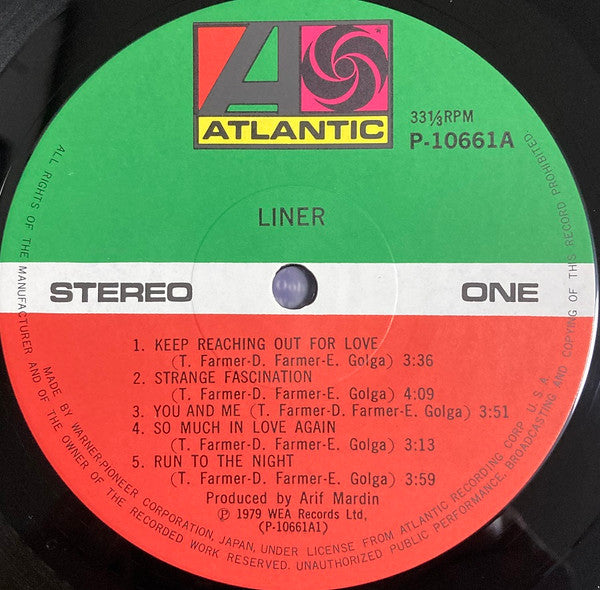 ATLANTIC
33⅓RPM
P-10661A
LINER
STEREO
ONE
1. KEEP REACHING OUT FOR LOVE
(T. Farmer-D. Farmer-E. Golga) 3:36
2. STRANGE FASCINATION
(T. Farmer-D. Farmer-E. Golga) 4:09
3. YOU AND ME (T. Farmer-D. Farmer-E. Golga) 3:51
4. SO MUCH IN LOVE AGAIN
(T. Farmer-D. Farmer-E. Golga) 3:13
5. RUN TO THE NIGHT
(T. Farmer-D. Farmer-E. Golga) 3:59
Produced by Arif Mardin
Ⓟ 1979 WEA Records Ltd,
(P-10661A1)
MADE BY WARNER-PIONEER CORPORATION, JAPAN, UNDER LICENSE FROM ATLANTIC RECORDING CORP. U.S.A.
ALL RIGHTS OF THE MANUFACTURER AND OF THE OWNER OF THE RECORDED WORK RESERVED. UNAUTHORIZED PUBLIC PERFORMANCE, BROADCASTING AND COPYING OF THIS RECORD PROHIBITED.